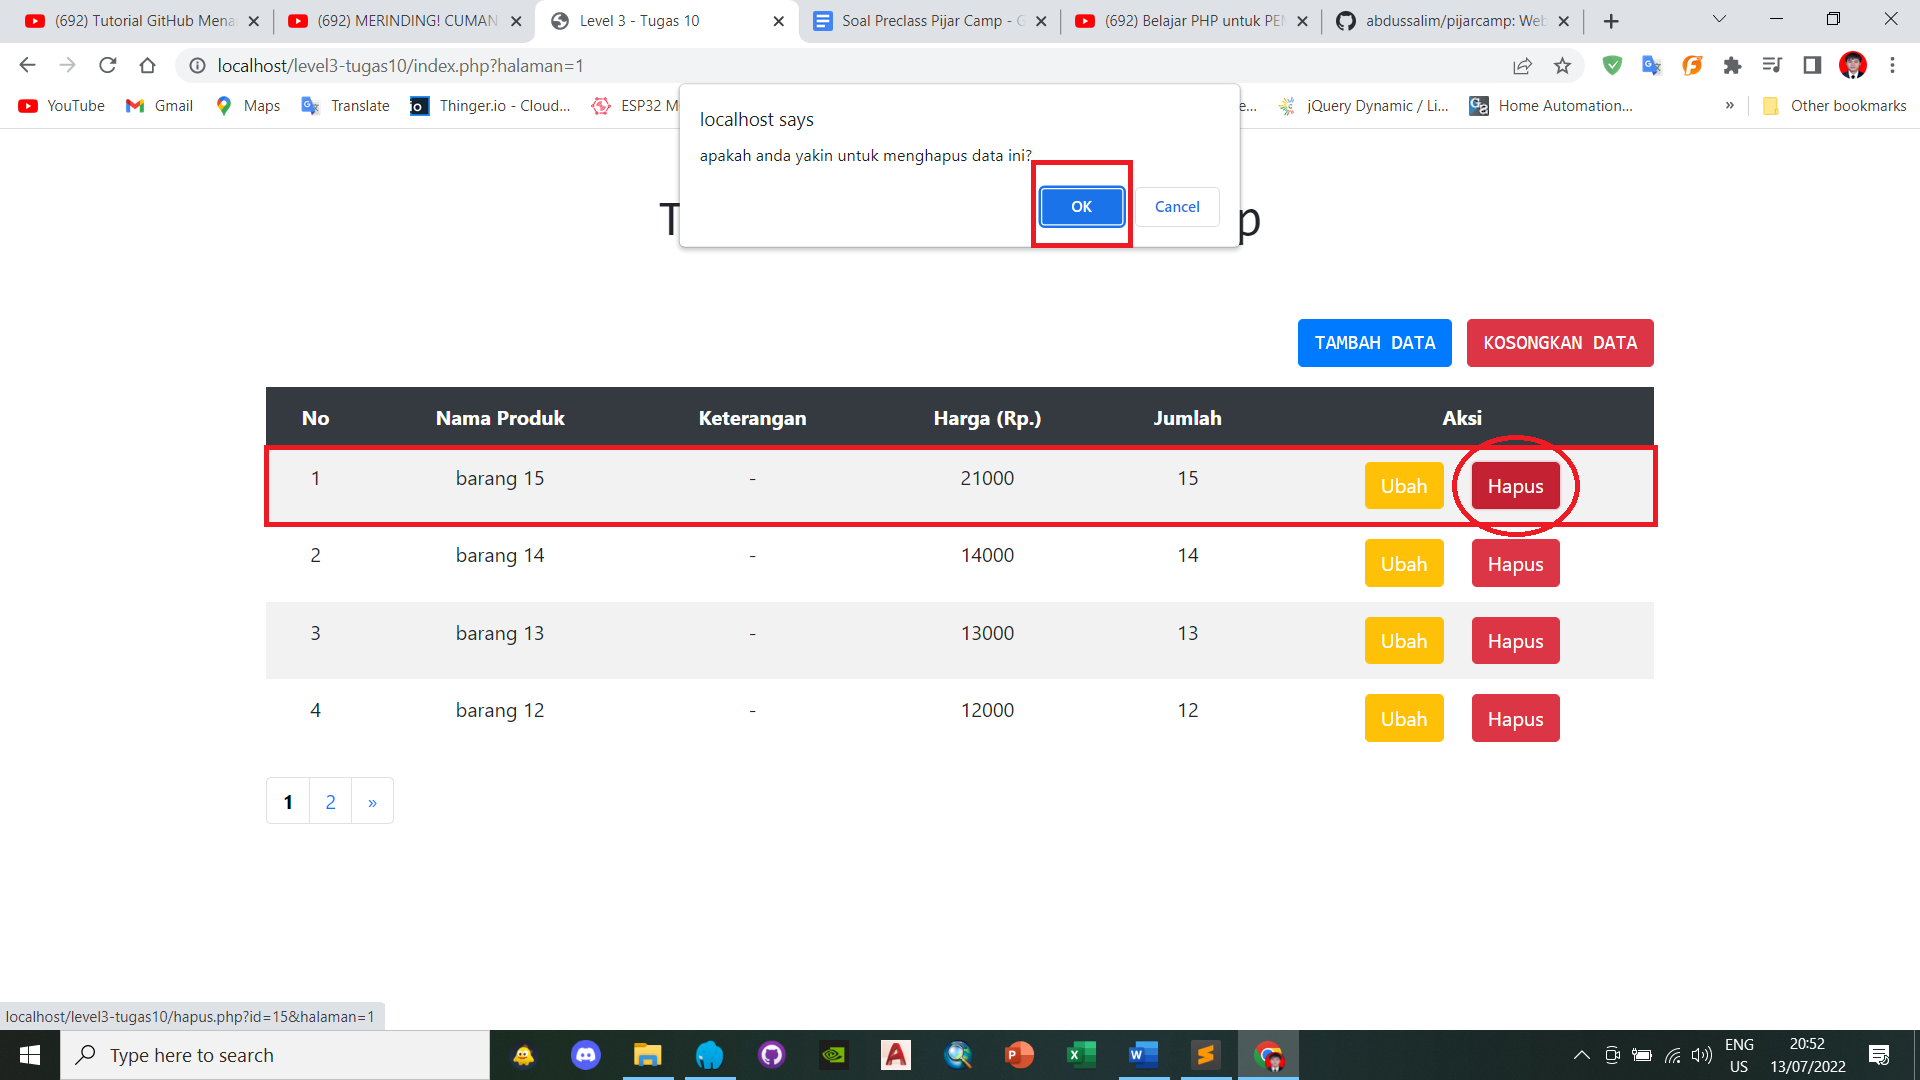 (692) Tutorial GitHub Mena
(692) MERINDING! CUMAN
Level 3 - Tugas 10
Soal Preclass Pijar Camp - G
(692) Belajar PHP untuk PEM
abdussalim/pijarcamp: Web
localhost/level3-tugas10/index.php?halaman=1
YouTube
Gmail
Maps
Translate
Thinger.io - Cloud...
ESP32 M
e...
jQuery Dynamic / Li...
Home Automation...
»
Other bookmarks
localhost says
apakah anda yakin untuk menghapus data ini?
OK
Cancel
T
p
TAMBAH DATA
KOSONGKAN DATA
No Nama Produk Keterangan Harga (Rp.) Jumlah Aksi
1 barang 15 - 21000 15 Ubah Hapus
2 barang 14 - 14000 14 Ubah Hapus
3 barang 13 - 13000 13 Ubah Hapus
4 barang 12 - 12000 12 Ubah Hapus
1 2 »
localhost/level3-tugas10/hapus.php?id=15&halaman=1
Type here to search
ENG
US
20:52
13/07/2022